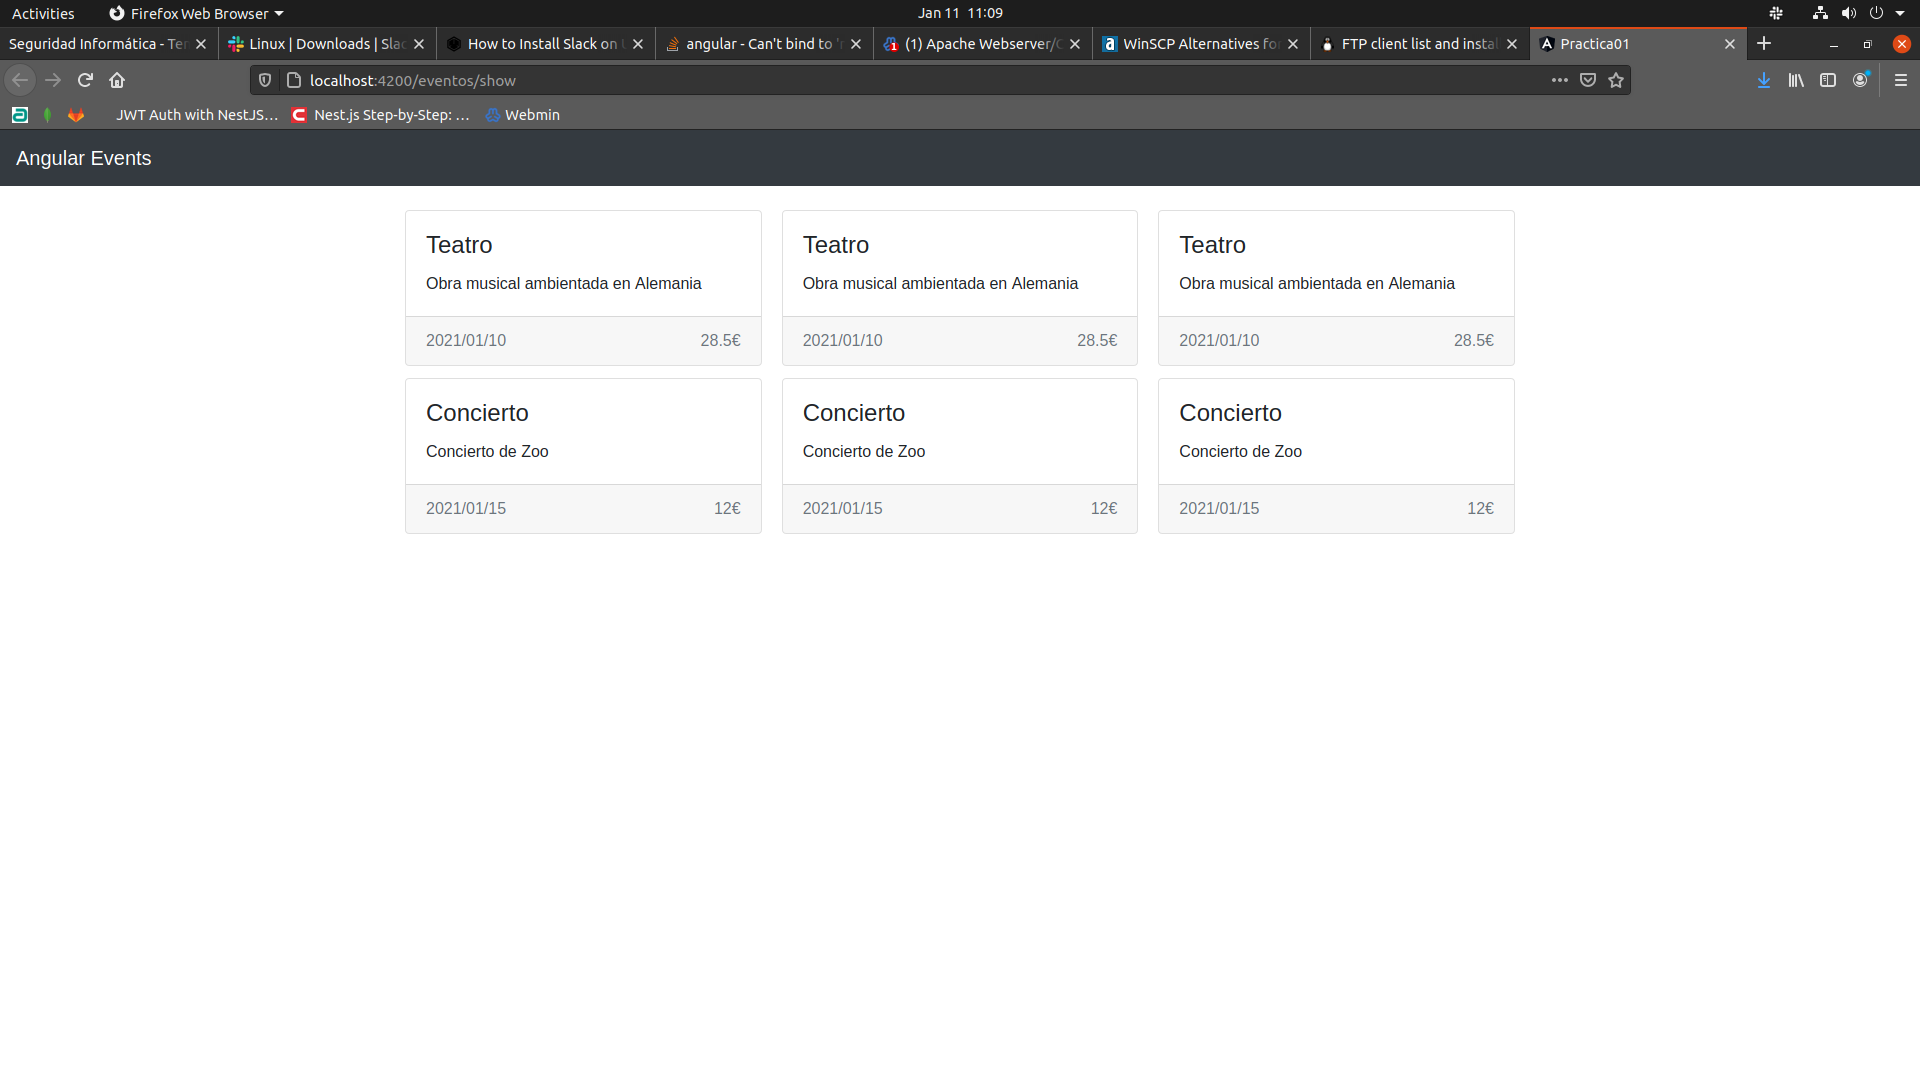 Activities Firefox Web Browser Jan 11 11:09
Seguridad Informática - Ter Linux | Downloads | Slac How to Install Slack on U angular - Can't bind to 'r (1) Apache Webserver/C WinSCP Alternatives for FTP client list and instal Practica01
localhost:4200/eventos/show
JWT Auth with NestJS… Nest.js Step-by-Step: … Webmin
Angular Events
Teatro Teatro Teatro
Obra musical ambientada en Alemania Obra musical ambientada en Alemania Obra musical ambientada en Alemania
2021/01/10 28.5€ 2021/01/10 28.5€ 2021/01/10 28.5€
Concierto Concierto Concierto
Concierto de Zoo Concierto de Zoo Concierto de Zoo
2021/01/15 12€ 2021/01/15 12€ 2021/01/15 12€